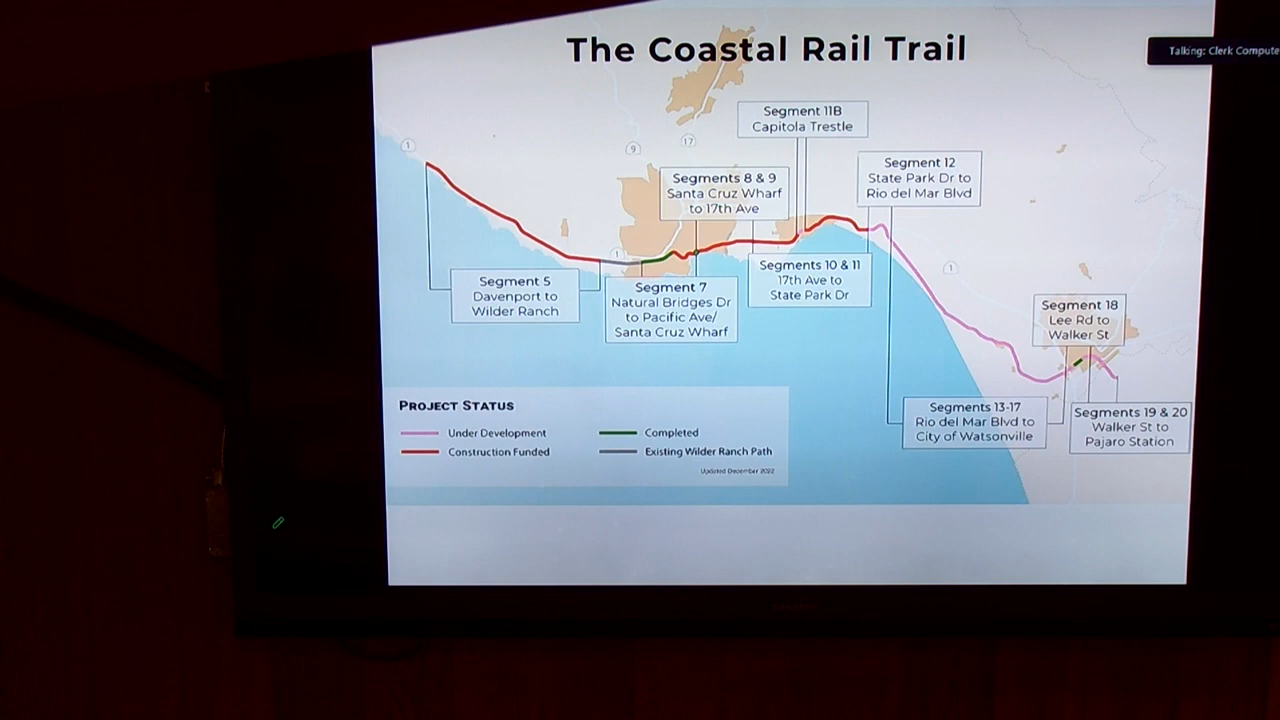 The Coastal Rail Trail
Talking: Clerk Compute
Segment 11B
Capitola Trestle
17
9
1
Segments 8 & 9
Santa Cruz Wharf
to 17th Ave
Segment 12
State Park Dr to
Rio del Mar Blvd
1
1
Segment 5
Davenport to
Wilder Ranch
Segment 7
Natural Bridges Dr
to Pacific Ave/
Santa Cruz Wharf
Segments 10 & 11
17th Ave to
State Park Dr
Segment 18
Lee Rd to
Walker St
Segments 13-17
Rio del Mar Blvd to
City of Watsonville
Segments 19 & 20
Walker St to
Pajaro Station
PROJECT STATUS
Under Development
Completed
Construction Funded
Existing Wilder Ranch Path
Updated December 2022